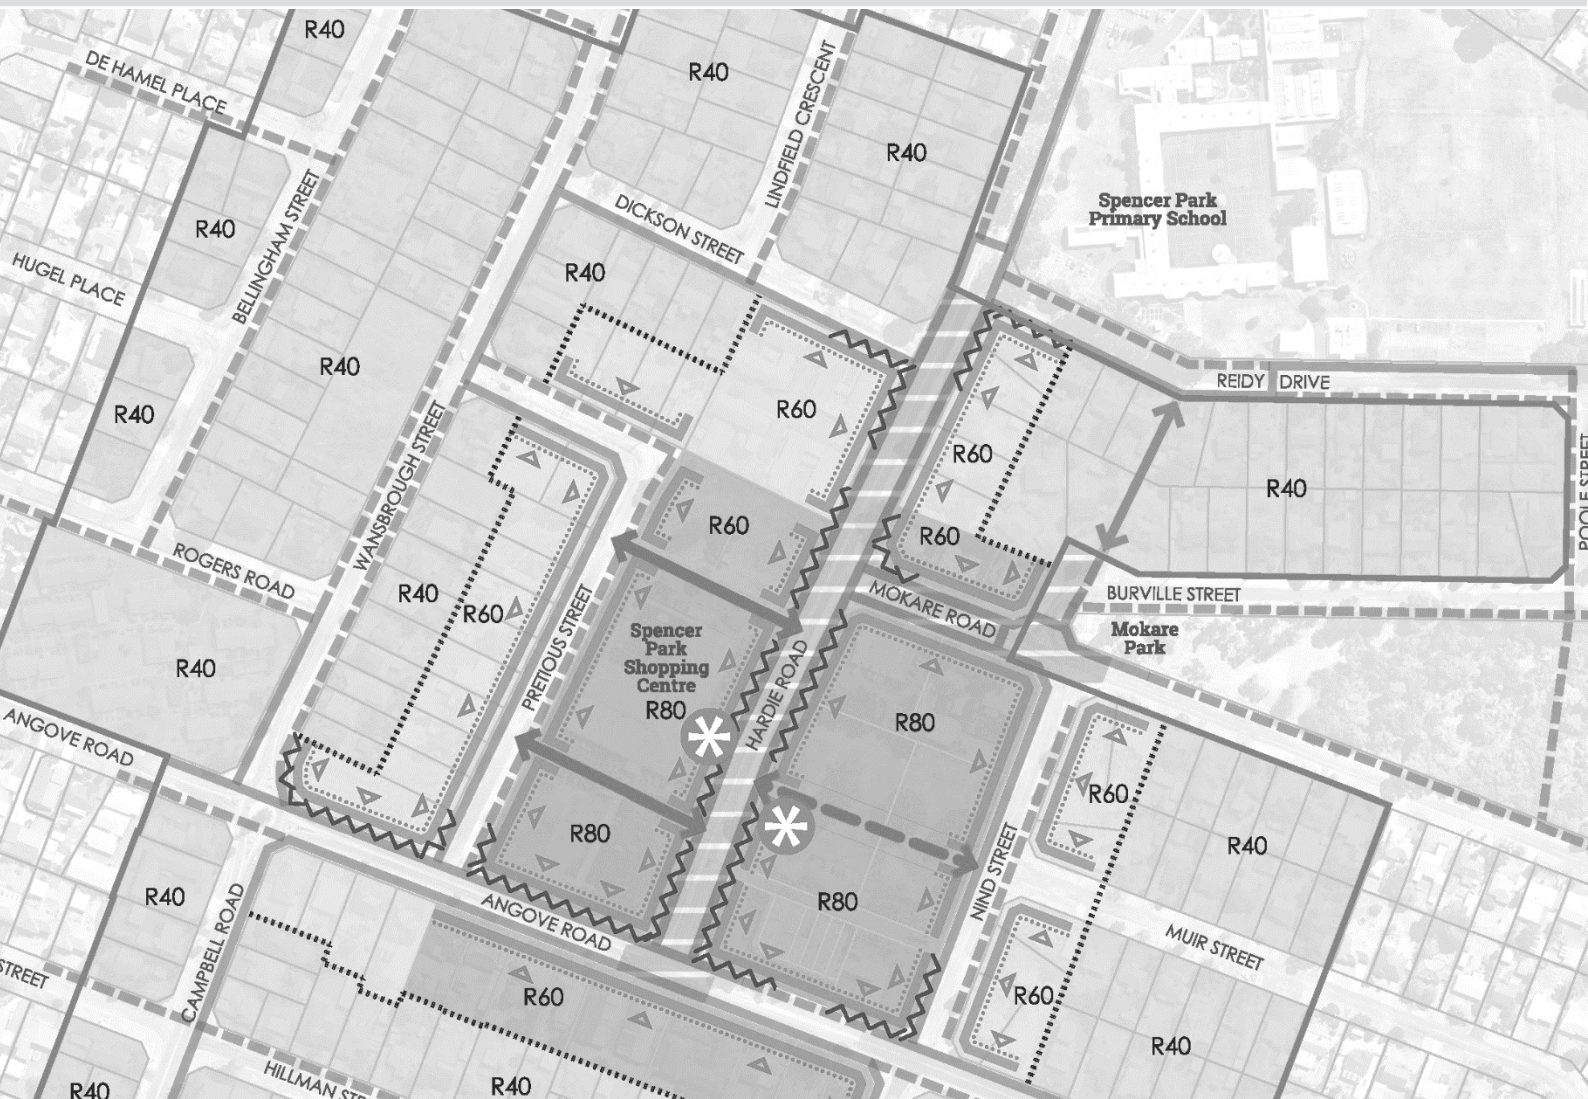 R40
DE HAMEL PLACE
R40
LINDFIELD CRESCENT
R40
R40
BELLINGHAM STREET
DICKSON STREET
Spencer Park
Primary School
HUGEL PLACE
R40
R40
R40
R60
REIDY DRIVE
R40
R60
WANSBROUGH STREET
R40
POOLE STREET
R60
R60
ROGERS ROAD
R40
R60
PRETIOUS STREET
MOKARE ROAD
BURVILLE STREET
Mokare
Park
Spencer
Park
Shopping
Centre
R80
HARDIE ROAD
R40
R80
ANGOVE ROAD
R60
R40
R80
R80
NIND STREET
R40
CAMPBELL ROAD
ANGOVE ROAD
MUIR STREET
STREET
R60
R60
R40
R40
HILLMAN STR
R40